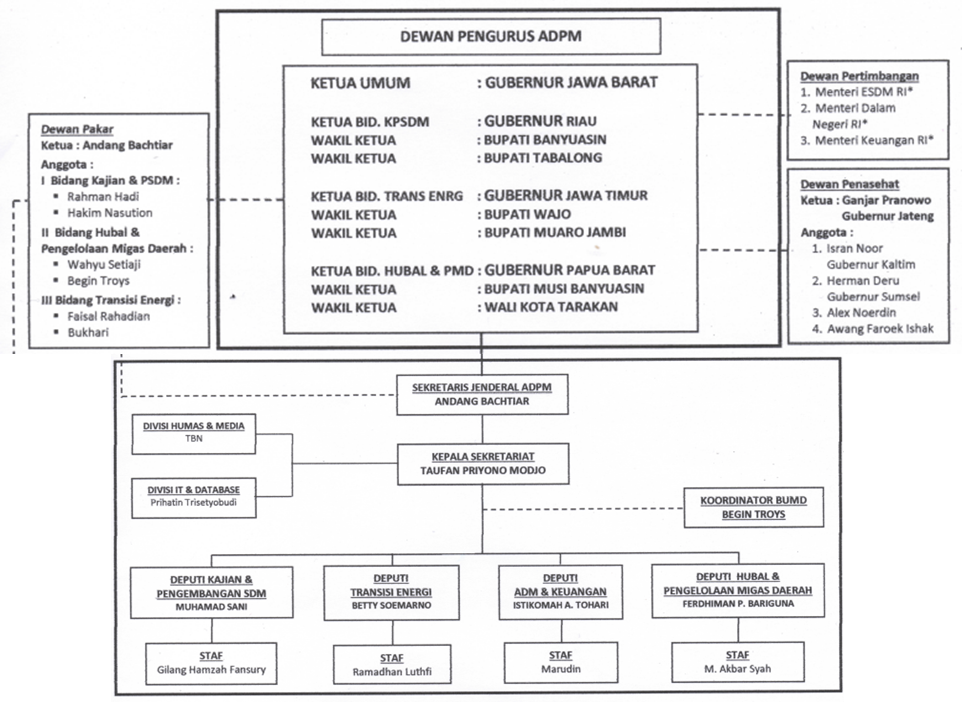 DEWAN PENGURUS ADPM
KETUA UMUM : GUBERNUR JAWA BARAT
KETUA BID. KPSDM : GUBERNUR RIAU
WAKIL KETUA : BUPATI BANYUASIN
WAKIL KETUA : BUPATI TABALONG
KETUA BID. TRANS ENRG : GUBERNUR JAWA TIMUR
WAKIL KETUA : BUPATI WAJO
WAKIL KETUA : BUPATI MUARO JAMBI
KETUA BID. HUBAL & PMD : GUBERNUR PAPUA BARAT
WAKIL KETUA : BUPATI MUSI BANYUASIN
WAKIL KETUA : WALI KOTA TARAKAN
Dewan Pakar
Ketua : Andang Bachtiar
Anggota :
I Bidang Kajian & PSDM :
▪ Rahman Hadi
▪ Hakim Nasution
II Bidang Hubal &
Pengelolaan Migas Daerah :
▪ Wahyu Setiaji
▪ Begin Troys
III Bidang Transisi Energi :
▪ Faisal Rahadian
▪ Bukhari
Dewan Pertimbangan
1. Menteri ESDM RI*
2. Menteri Dalam
Negeri RI*
3. Menteri Keuangan RI*
Dewan Penasehat
Ketua : Ganjar Pranowo
Gubernur Jateng
Anggota :
1. Isran Noor
Gubernur Kaltim
2. Herman Deru
Gubernur Sumsel
3. Alex Noerdin
4. Awang Faroek Ishak
SEKRETARIS JENDERAL ADPM
ANDANG BACHTIAR
DIVISI HUMAS & MEDIA
TBN
KEPALA SEKRETARIAT
TAUFAN PRIYONO MODJO
DIVISI IT & DATABASE
Prihatin Trisetyobudi
KOORDINATOR BUMD
BEGIN TROYS
DEPUTI KAJIAN &
PENGEMBANGAN SDM
MUHAMAD SANI
DEPUTI
TRANSISI ENERGI
BETTY SOEMARNO
DEPUTI
ADM & KEUANGAN
ISTIKOMAH A. TOHARI
DEPUTI HUBAL &
PENGELOLAAN MIGAS DAERAH
FERDHIMAN P. BARIGUNA
STAF
Gilang Hamzah Fansury
STAF
Ramadhan Luthfi
STAF
Marudin
STAF
M. Akbar Syah